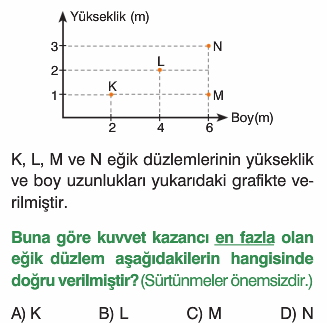 Yükseklik (m)
3
N
L
2
K
1
M
2
4
6
Boy(m)
K, L, M ve N eğik düzlemlerinin yükseklik
ve boy uzunlukları yukarıdaki grafikte ve-
rilmiştir.
Buna göre kuvvet kazancı en fazla olan
eğik düzlem aşağıdakilerin hangisinde
doğru verilmiştir? (Sürtünmeler önemsizdir.)
A) K B) L C) M D) N